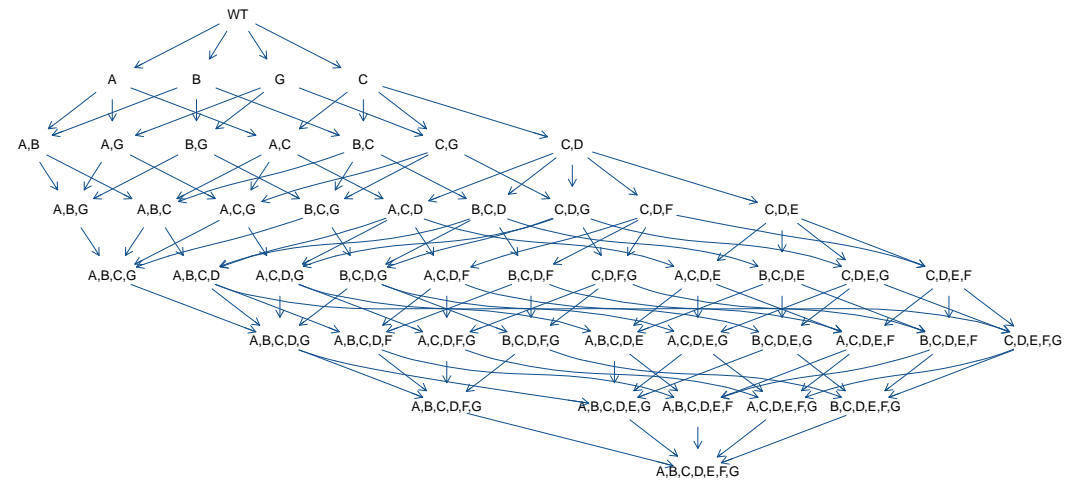 WT
A B G C
A,B A,G B,G A,C B,C C,G C,D
A,B,G A,B,C A,C,G B,C,G A,C,D B,C,D C,D,G C,D,F C,D,E
A,B,C,G A,B,C,D A,C,D,G B,C,D,G A,C,D,F B,C,D,F C,D,F,G A,C,D,E B,C,D,E C,D,E,G C,D,E,F
A,B,C,D,G A,B,C,D,F A,C,D,F,G B,C,D,F,G A,B,C,D,E A,C,D,E,G B,C,D,E,G A,C,D,E,F B,C,D,E,F C,D,E,F,G
A,B,C,D,F,G A,B,C,D,E,G A,B,C,D,E,F A,C,D,E,F,G B,C,D,E,F,G
A,B,C,D,E,F,G